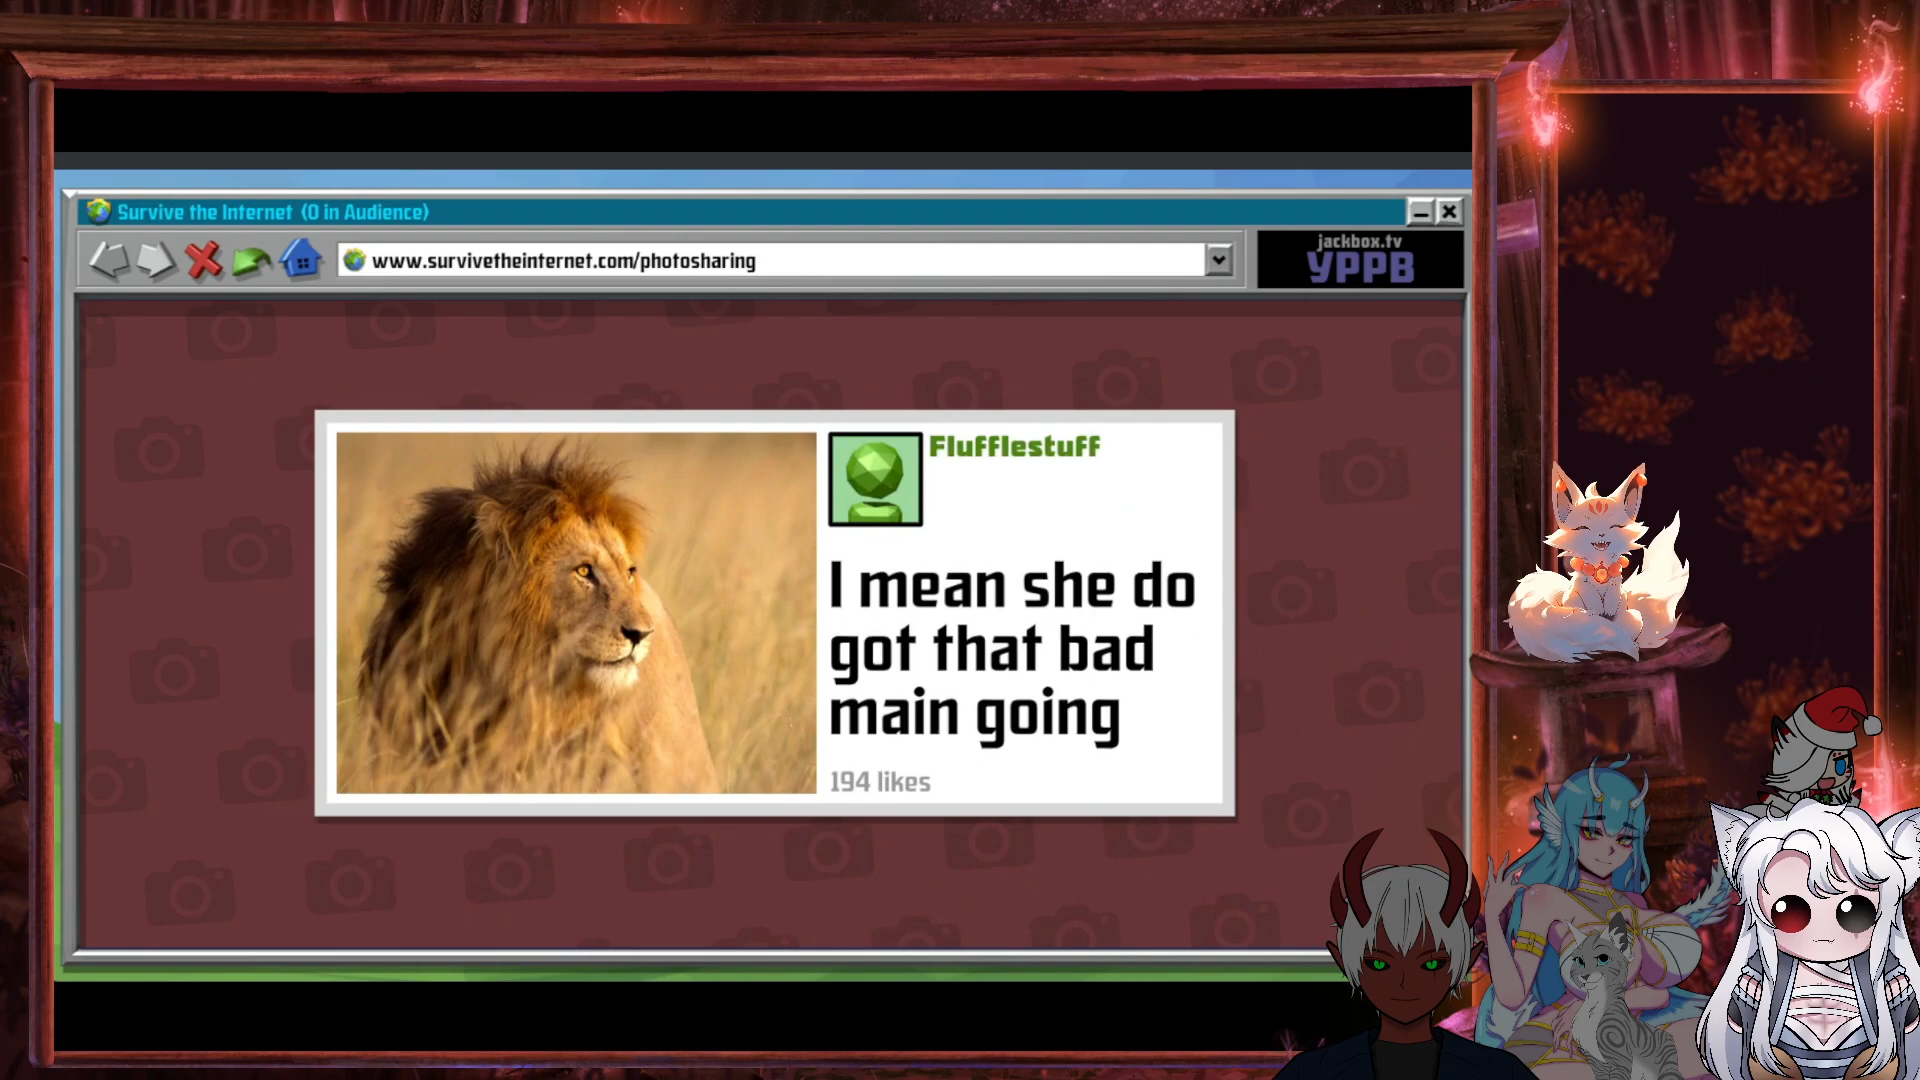 Survive the Internet (0 in Audience)
www.survivetheinternet.com/photosharing
jackbox.tv
YPPB
Flufflestuff
I mean she do
got that bad
main going
194 likes